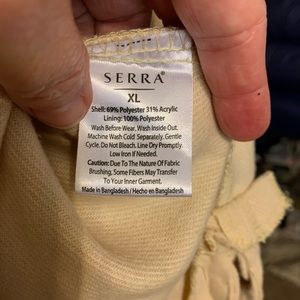 SERRA
XL
Shell: 69% Polyester 31% Acrylic
Lining: 100% Polyester
Wash Before Wear, Wash Inside Out.
Machine Wash Cold Separately, Gentle
Cycle. Do Not Bleach. Line Dry Promptly.
Low Iron If Needed.
Caution: Due To The Nature Of Fabric
Brushing, Some Fibers May Transfer
To Your Inner Garment.
Made in Bangladesh / Hecho en Bangladesh